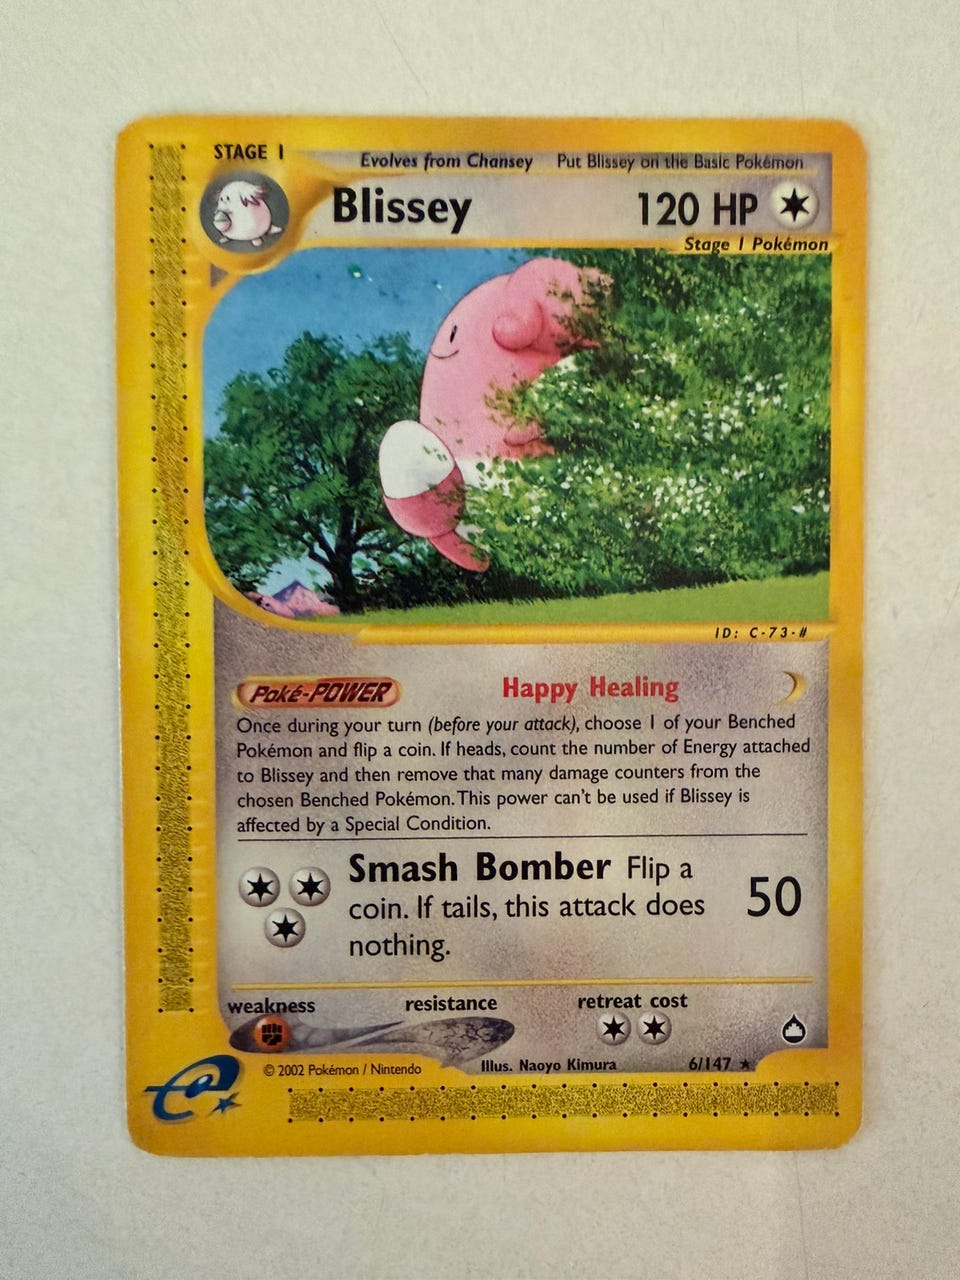 STAGE 1
Evolves from Chansey Put Blissey on the Basic Pokémon
Blissey 120 HP
Stage 1 Pokémon
ID: C-73-#
Poké-POWER Happy Healing
Once during your turn (before your attack), choose 1 of your Benched
Pokémon and flip a coin. If heads, count the number of Energy attached
to Blissey and then remove that many damage counters from the
chosen Benched Pokémon. This power can't be used if Blissey is
affected by a Special Condition.
Smash Bomber Flip a
coin. If tails, this attack does 50
nothing.
weakness resistance retreat cost
© 2002 Pokémon / Nintendo Illus. Naoyo Kimura 6/147 ★
e